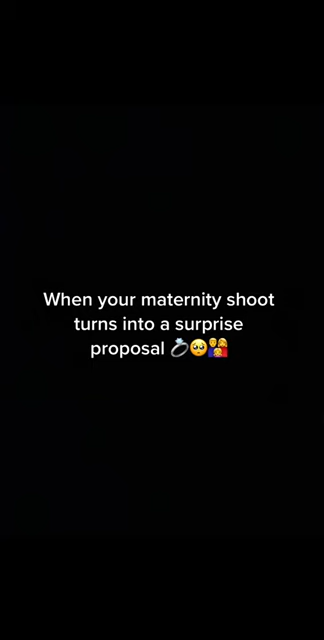 When your maternity shoot
turns into a surprise
proposal 💍🥺👨‍👩‍👧